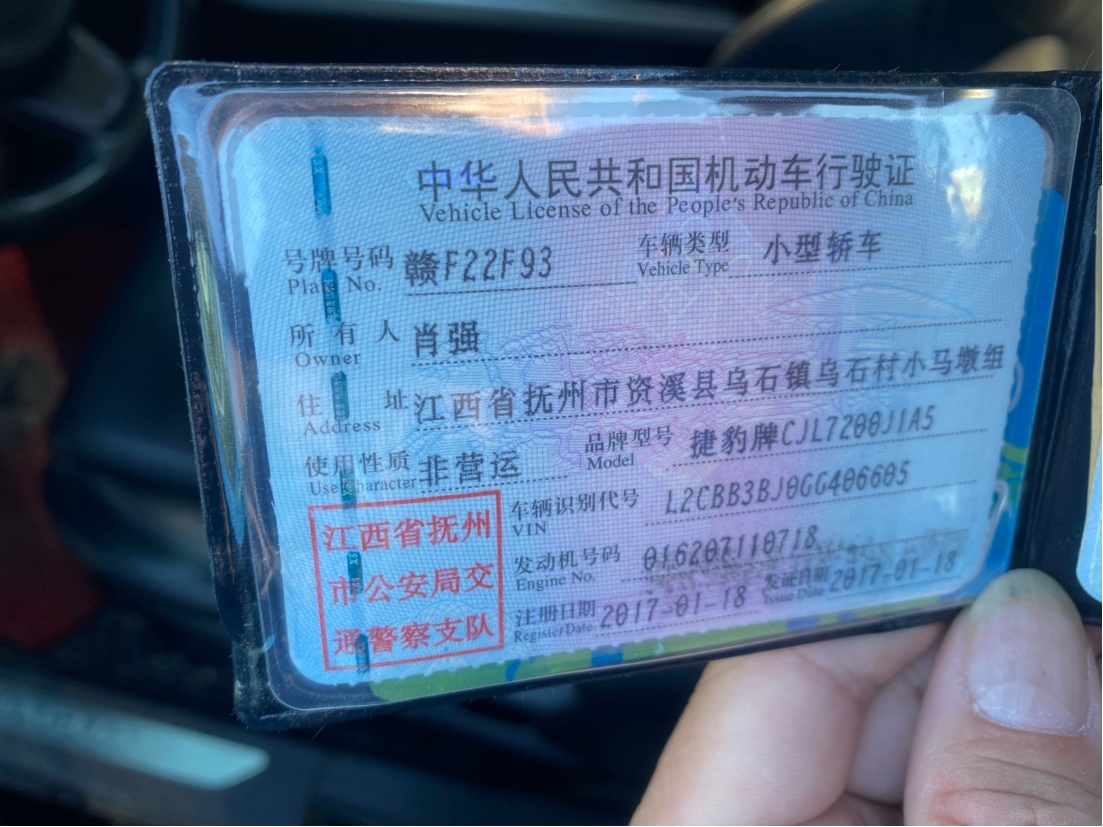 中华人民共和国机动车行驶证
Vehicle License of the People's Republic of China
号牌号码 赣F22F93 车辆类型 小型轿车
Plate No. Vehicle Type
所有人 肖强
Owner
住址 江西省抚州市资溪县乌石镇乌石村小马墩组
Address
使用性质 非营运 品牌型号 捷豹牌CJL7200J1A5
Use Character Model
车辆识别代号 L2CBB3BJ0GG406605
VIN
发动机号码 016207110718
Engine No.
注册日期 2017-01-18 发证日期 2017-01-18
Register Date Issue Date
江西省抚州
市公安局交
通警察支队